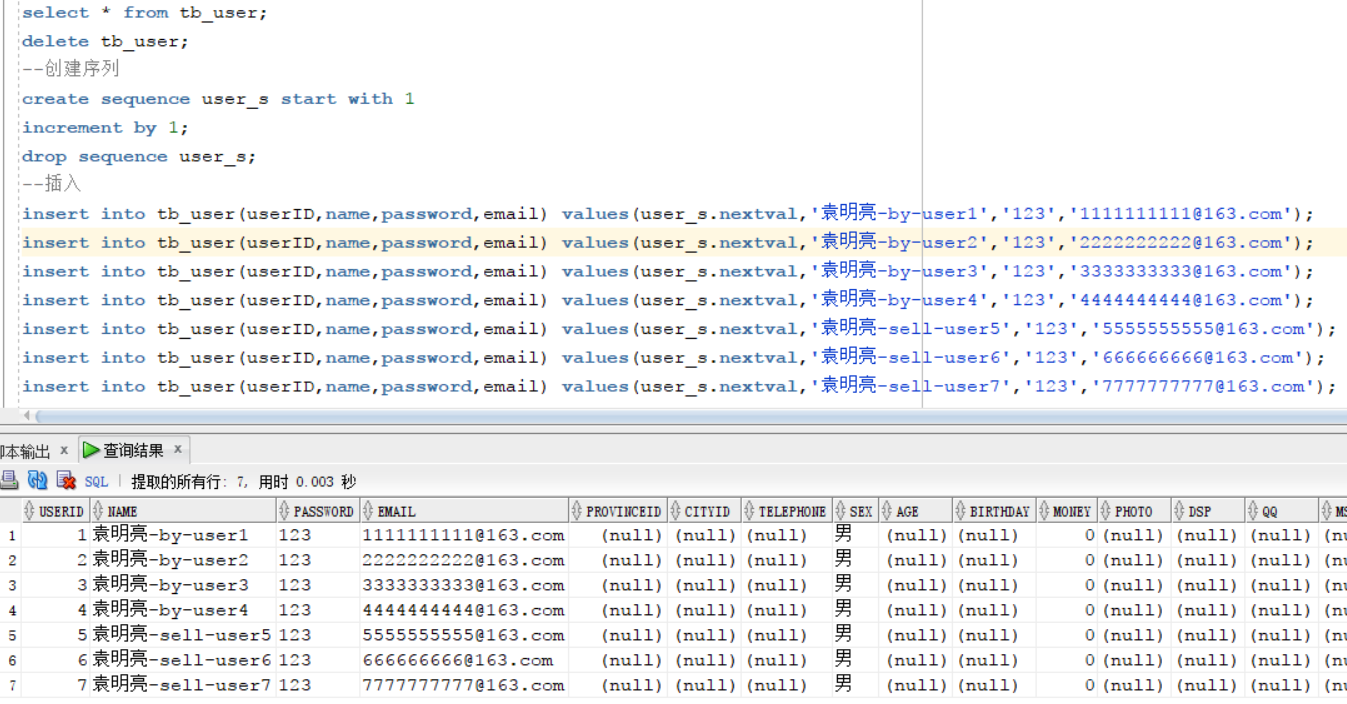 select * from tb_user;
delete tb_user;
--创建序列
create sequence user_s start with 1
increment by 1;
drop sequence user_s;
--插入
insert into tb_user(userID,name,password,email) values(user_s.nextval,'袁明亮-by-user1','123','1111111111@163.com');
insert into tb_user(userID,name,password,email) values(user_s.nextval,'袁明亮-by-user2','123','2222222222@163.com');
insert into tb_user(userID,name,password,email) values(user_s.nextval,'袁明亮-by-user3','123','3333333333@163.com');
insert into tb_user(userID,name,password,email) values(user_s.nextval,'袁明亮-by-user4','123','4444444444@163.com');
insert into tb_user(userID,name,password,email) values(user_s.nextval,'袁明亮-sell-user5','123','5555555555@163.com');
insert into tb_user(userID,name,password,email) values(user_s.nextval,'袁明亮-sell-user6','123','666666666@163.com');
insert into tb_user(userID,name,password,email) values(user_s.nextval,'袁明亮-sell-user7','123','7777777777@163.com');
本输出 x 查询结果 x
SQL | 提取的所有行: 7, 用时 0.003 秒
USERID NAME PASSWORD EMAIL PROVINCEID CITYID TELEPHONE SEX AGE BIRTHDAY MONEY PHOTO DSP QQ
1 1 袁明亮-by-user1 123 1111111111@163.com (null) (null) (null) 男 (null) (null) 0 (null) (null) (null)
2 2 袁明亮-by-user2 123 2222222222@163.com (null) (null) (null) 男 (null) (null) 0 (null) (null) (null)
3 3 袁明亮-by-user3 123 3333333333@163.com (null) (null) (null) 男 (null) (null) 0 (null) (null) (null)
4 4 袁明亮-by-user4 123 4444444444@163.com (null) (null) (null) 男 (null) (null) 0 (null) (null) (null)
5 5 袁明亮-sell-user5 123 5555555555@163.com (null) (null) (null) 男 (null) (null) 0 (null) (null) (null)
6 6 袁明亮-sell-user6 123 666666666@163.com (null) (null) (null) 男 (null) (null) 0 (null) (null) (null)
7 7 袁明亮-sell-user7 123 7777777777@163.com (null) (null) (null) 男 (null) (null) 0 (null) (null) (null)